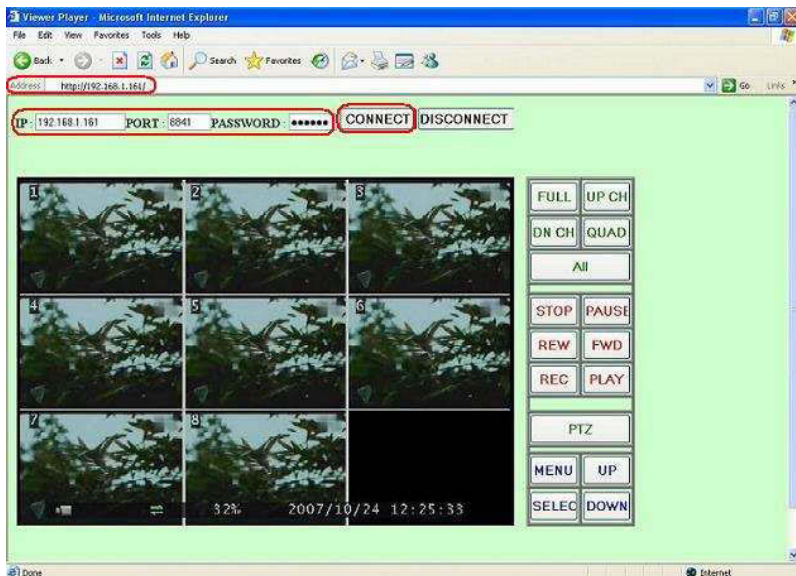 Viewer Player - Microsoft Internet Explorer
File Edit View Favorites Tools Help
Back Search Favorites
Address http://192.168.1.161/ Go Links
IP: 192.168.1.161 PORT: 8841 PASSWORD: ●●●●●● CONNECT DISCONNECT
1 2 3
FULL UP CH
DN CH QUAD
All
4 5 6
STOP PAUSE
REW FWD
REC PLAY
7 8
PTZ
MENU UP
32% 2007/10/24 12:25:33
SELEC DOWN
Done Internet